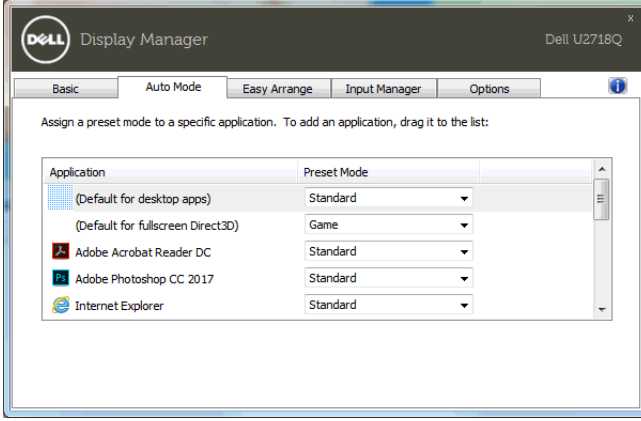 DELL Display Manager Dell U2718Q
x
Basic Auto Mode Easy Arrange Input Manager Options i
Assign a preset mode to a specific application. To add an application, drag it to the list:
Application Preset Mode
(Default for desktop apps) Standard
(Default for fullscreen Direct3D) Game
Adobe Acrobat Reader DC Standard
Ps Adobe Photoshop CC 2017 Standard
Internet Explorer Standard